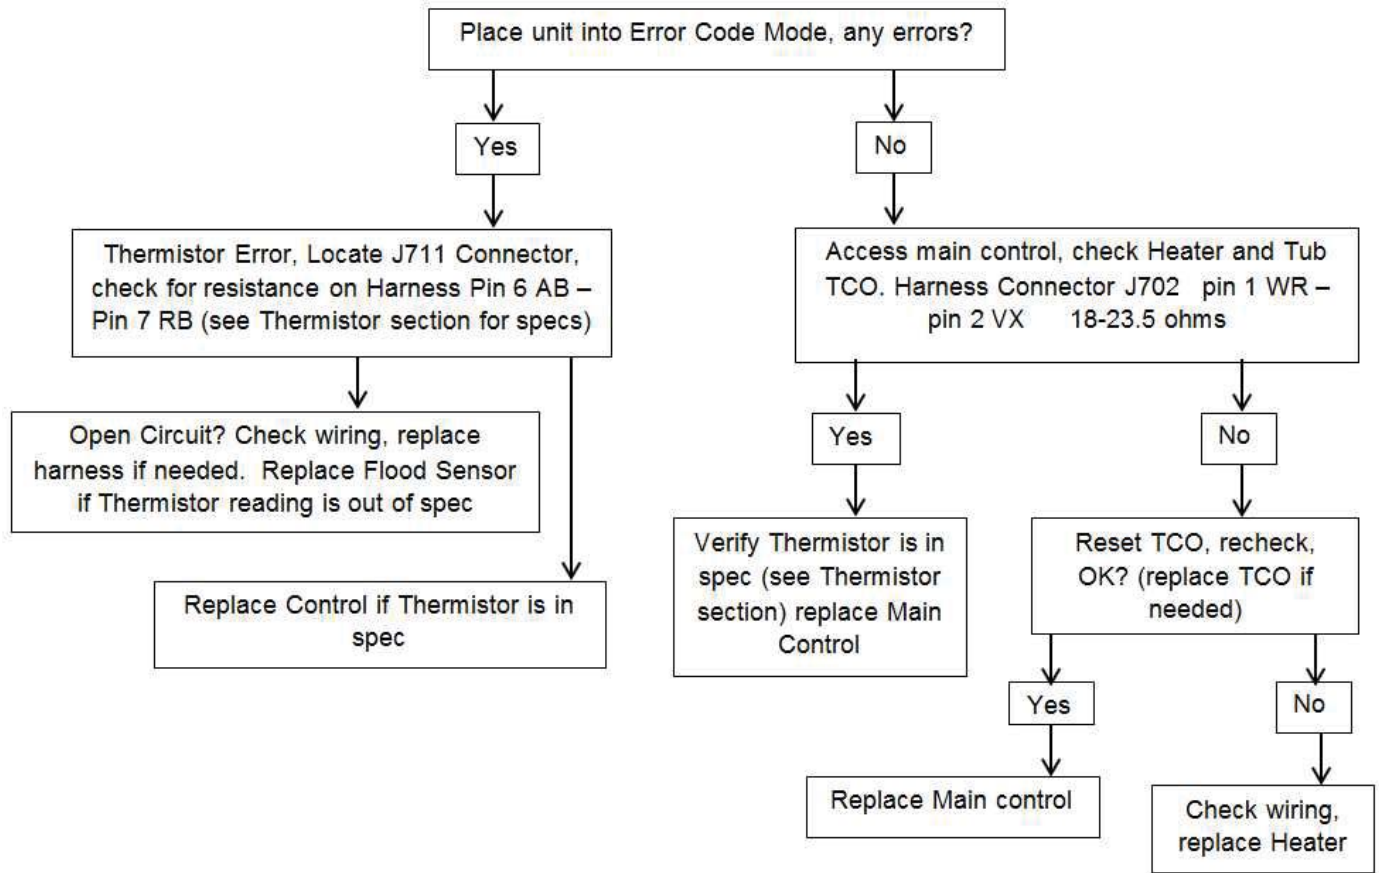 Place unit into Error Code Mode, any errors?
Yes
No
Thermistor Error, Locate J711 Connector,
check for resistance on Harness Pin 6 AB –
Pin 7 RB (see Thermistor section for specs)
Access main control, check Heater and Tub
TCO. Harness Connector J702 pin 1 WR –
pin 2 VX 18-23.5 ohms
Open Circuit? Check wiring, replace
harness if needed. Replace Flood Sensor
if Thermistor reading is out of spec
Yes
No
Replace Control if Thermistor is in
spec
Verify Thermistor is in
spec (see Thermistor
section) replace Main
Control
Reset TCO, recheck,
OK? (replace TCO if
needed)
Yes
No
Replace Main control
Check wiring,
replace Heater